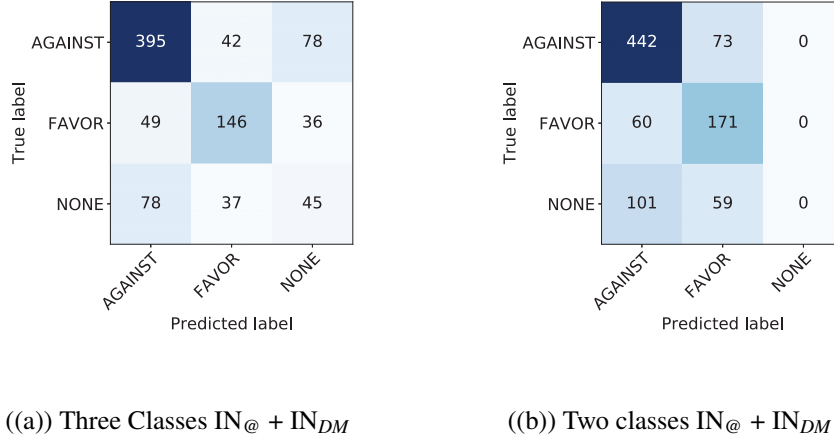 AGAINST 395 42 78
FAVOR 49 146 36
NONE 78 37 45
True label
AGAINST FAVOR NONE
Predicted label
((a)) Three Classes IN@ + INDM
AGAINST 442 73 0
FAVOR 60 171 0
NONE 101 59 0
True label
AGAINST FAVOR NONE
Predicted label
((b)) Two classes IN@ + INDM